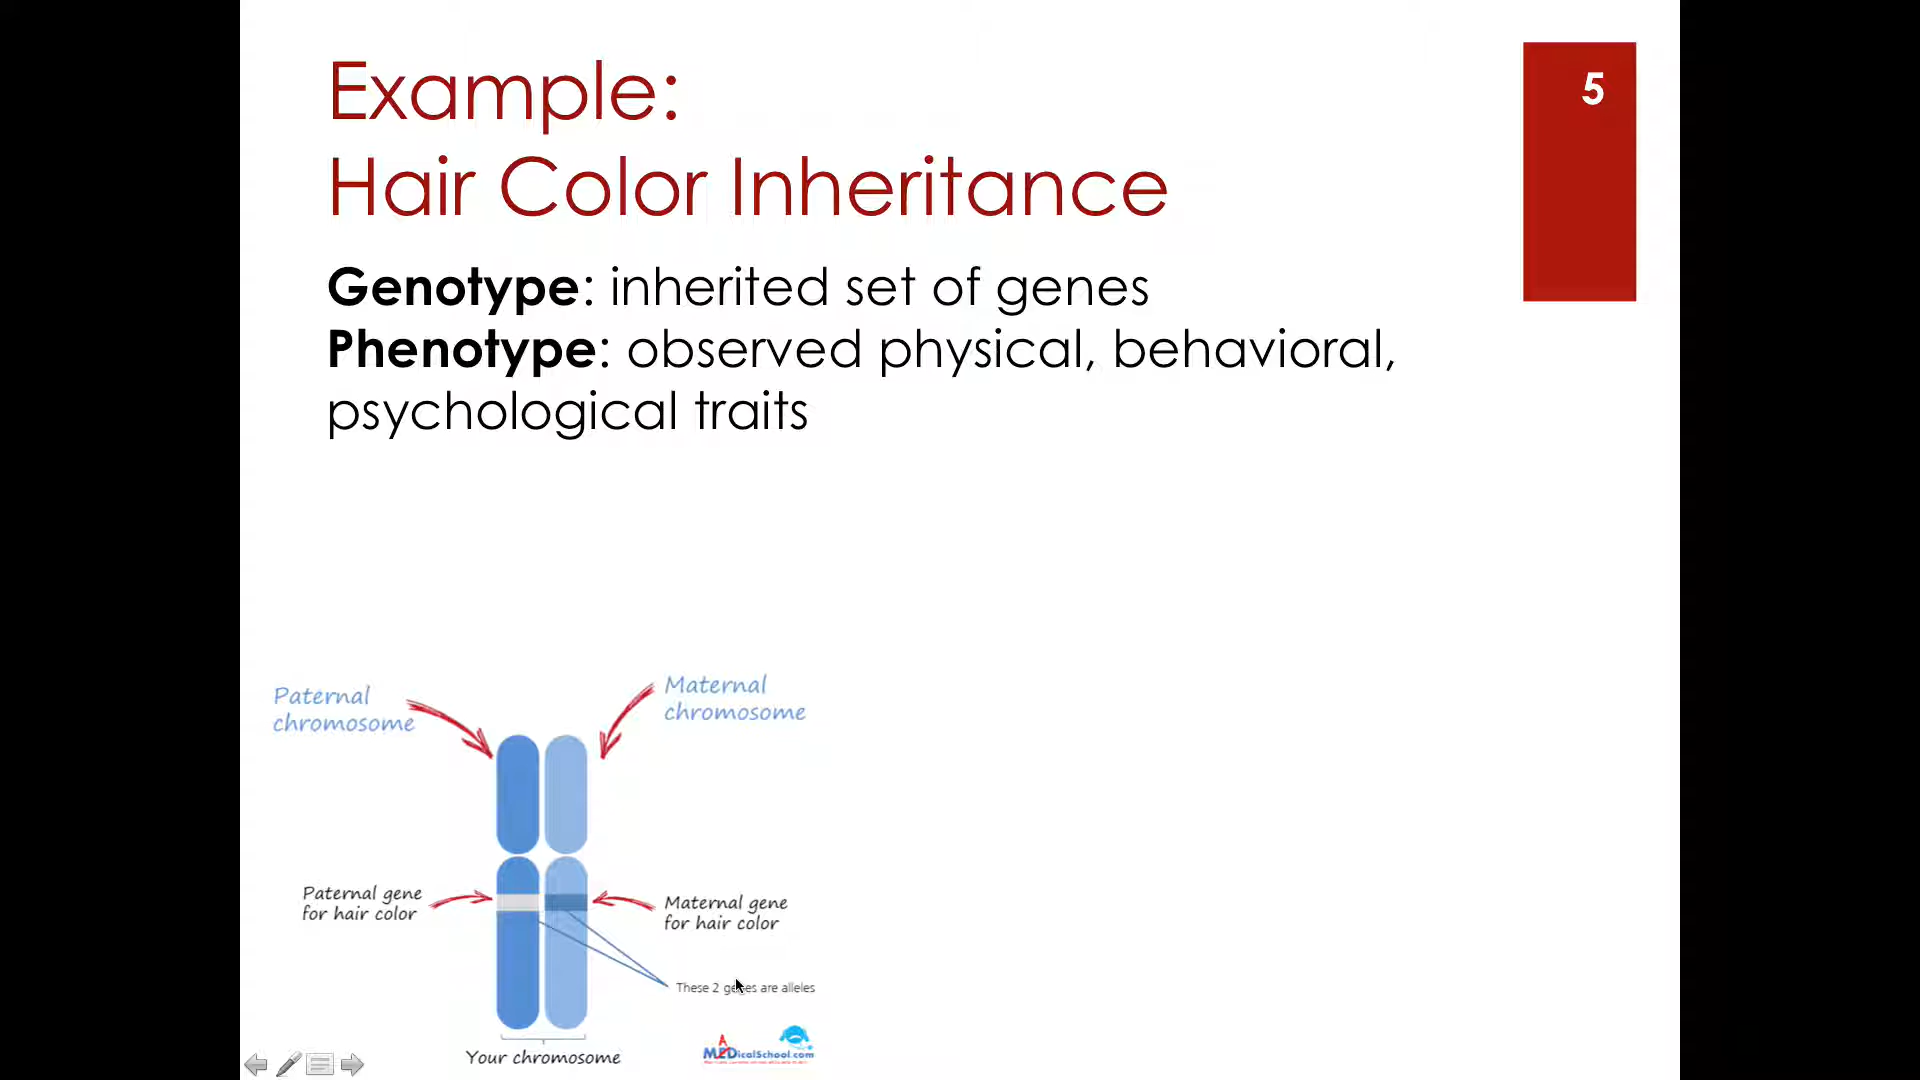 Example:
Hair Color Inheritance
5
Genotype: inherited set of genes
Phenotype: observed physical, behavioral,
psychological traits
Paternal
chromosome
Maternal
chromosome
Paternal gene
for hair color
Maternal gene
for hair color
These 2 genes are alleles
Your chromosome
MEDicalSchool.com